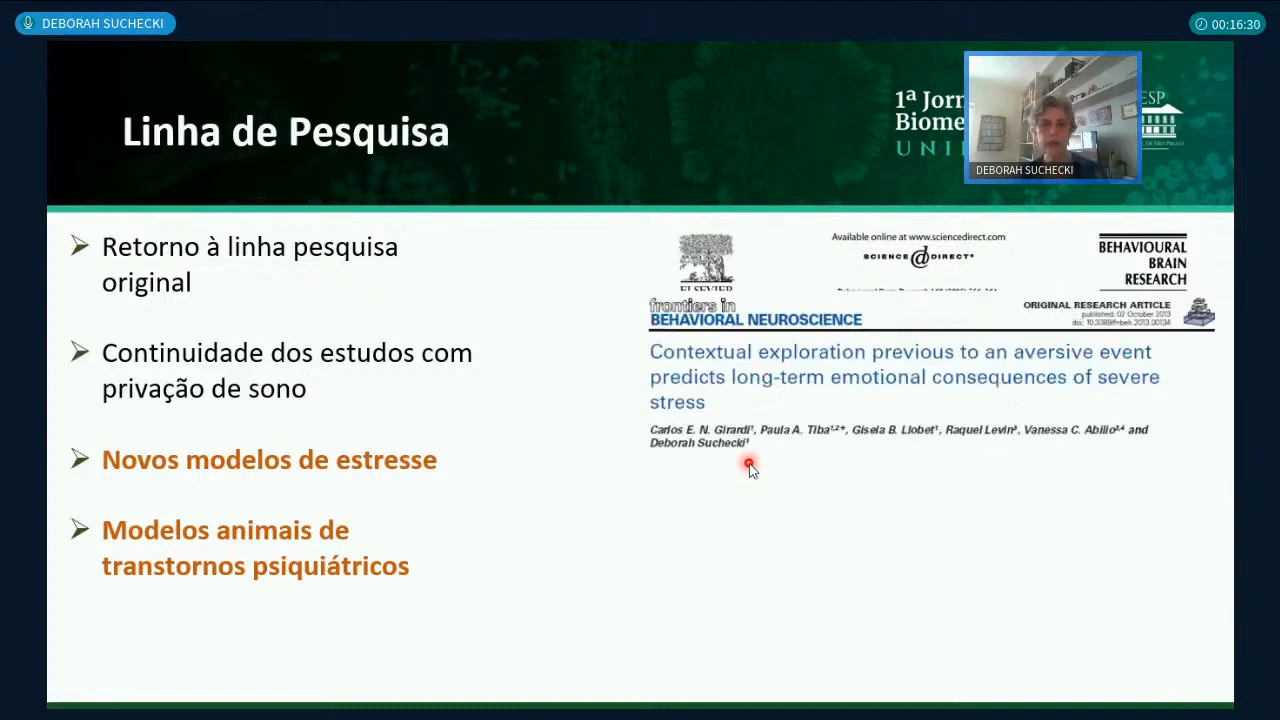 DEBORAH SUCHECKI
00:16:30
Linha de Pesquisa
1ª Jorn
Biome
UNI
ESP
DEBORAH SUCHECKI
Retorno à linha pesquisa
original
Continuidade dos estudos com
privação de sono
Novos modelos de estresse
Modelos animais de
transtornos psiquiátricos
ELSEVIER
Available online at www.sciencedirect.com
SCIENCE @ DIRECT®
BEHAVIOURAL
BRAIN
RESEARCH
frontiers in
BEHAVIORAL NEUROSCIENCE
ORIGINAL RESEARCH ARTICLE
published: 02 October 2013
doi: 10.3389/fnbeh.2013.00134
Contextual exploration previous to an aversive event
predicts long-term emotional consequences of severe
stress
Carlos E. N. Girardi¹, Paula A. Tiba¹,²*, Gisela B. Llobet¹, Raquel Levin³, Vanessa C. Abilio³,⁴ and
Deborah Suchecki¹